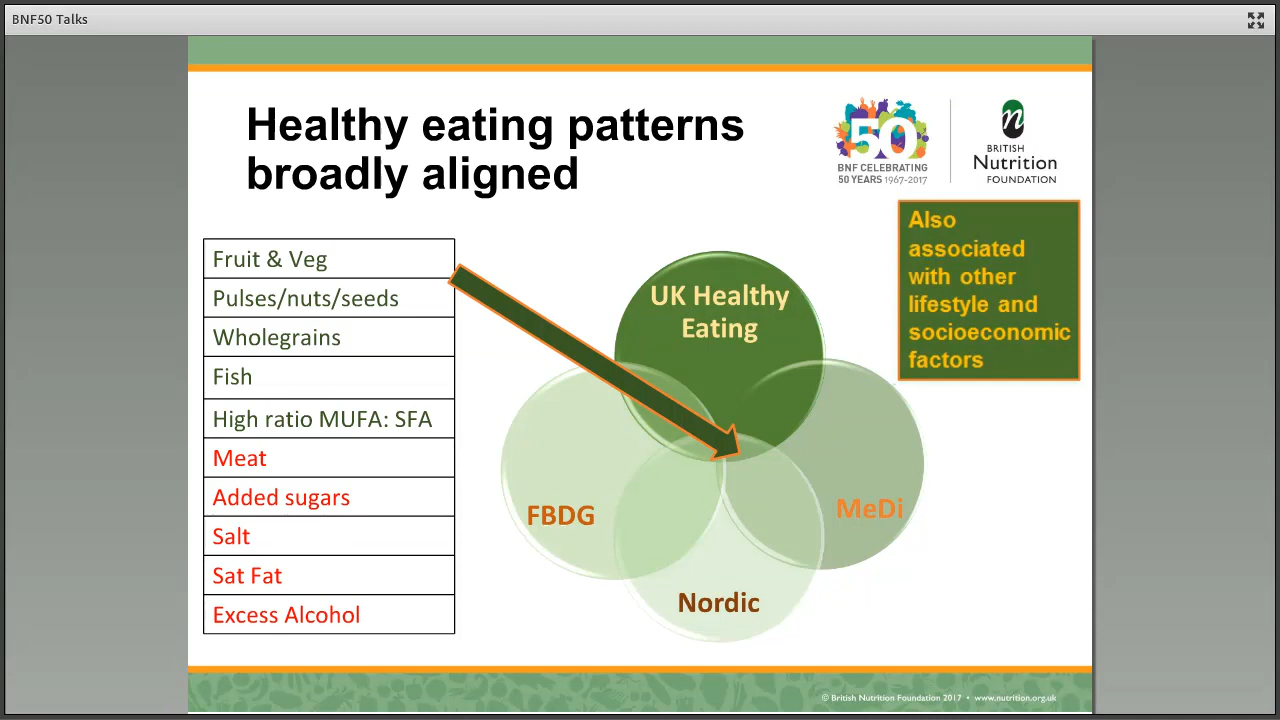 BNF50 Talks
Healthy eating patterns
broadly aligned
50
BNF CELEBRATING
50 YEARS 1967-2017
n
BRITISH
Nutrition
FOUNDATION
Also
associated
with other
lifestyle and
socioeconomic
factors
Fruit & Veg
Pulses/nuts/seeds
Wholegrains
Fish
High ratio MUFA: SFA
Meat
Added sugars
Salt
Sat Fat
Excess Alcohol
UK Healthy
Eating
FBDG
MeDi
Nordic
© British Nutrition Foundation 2017 • www.nutrition.org.uk